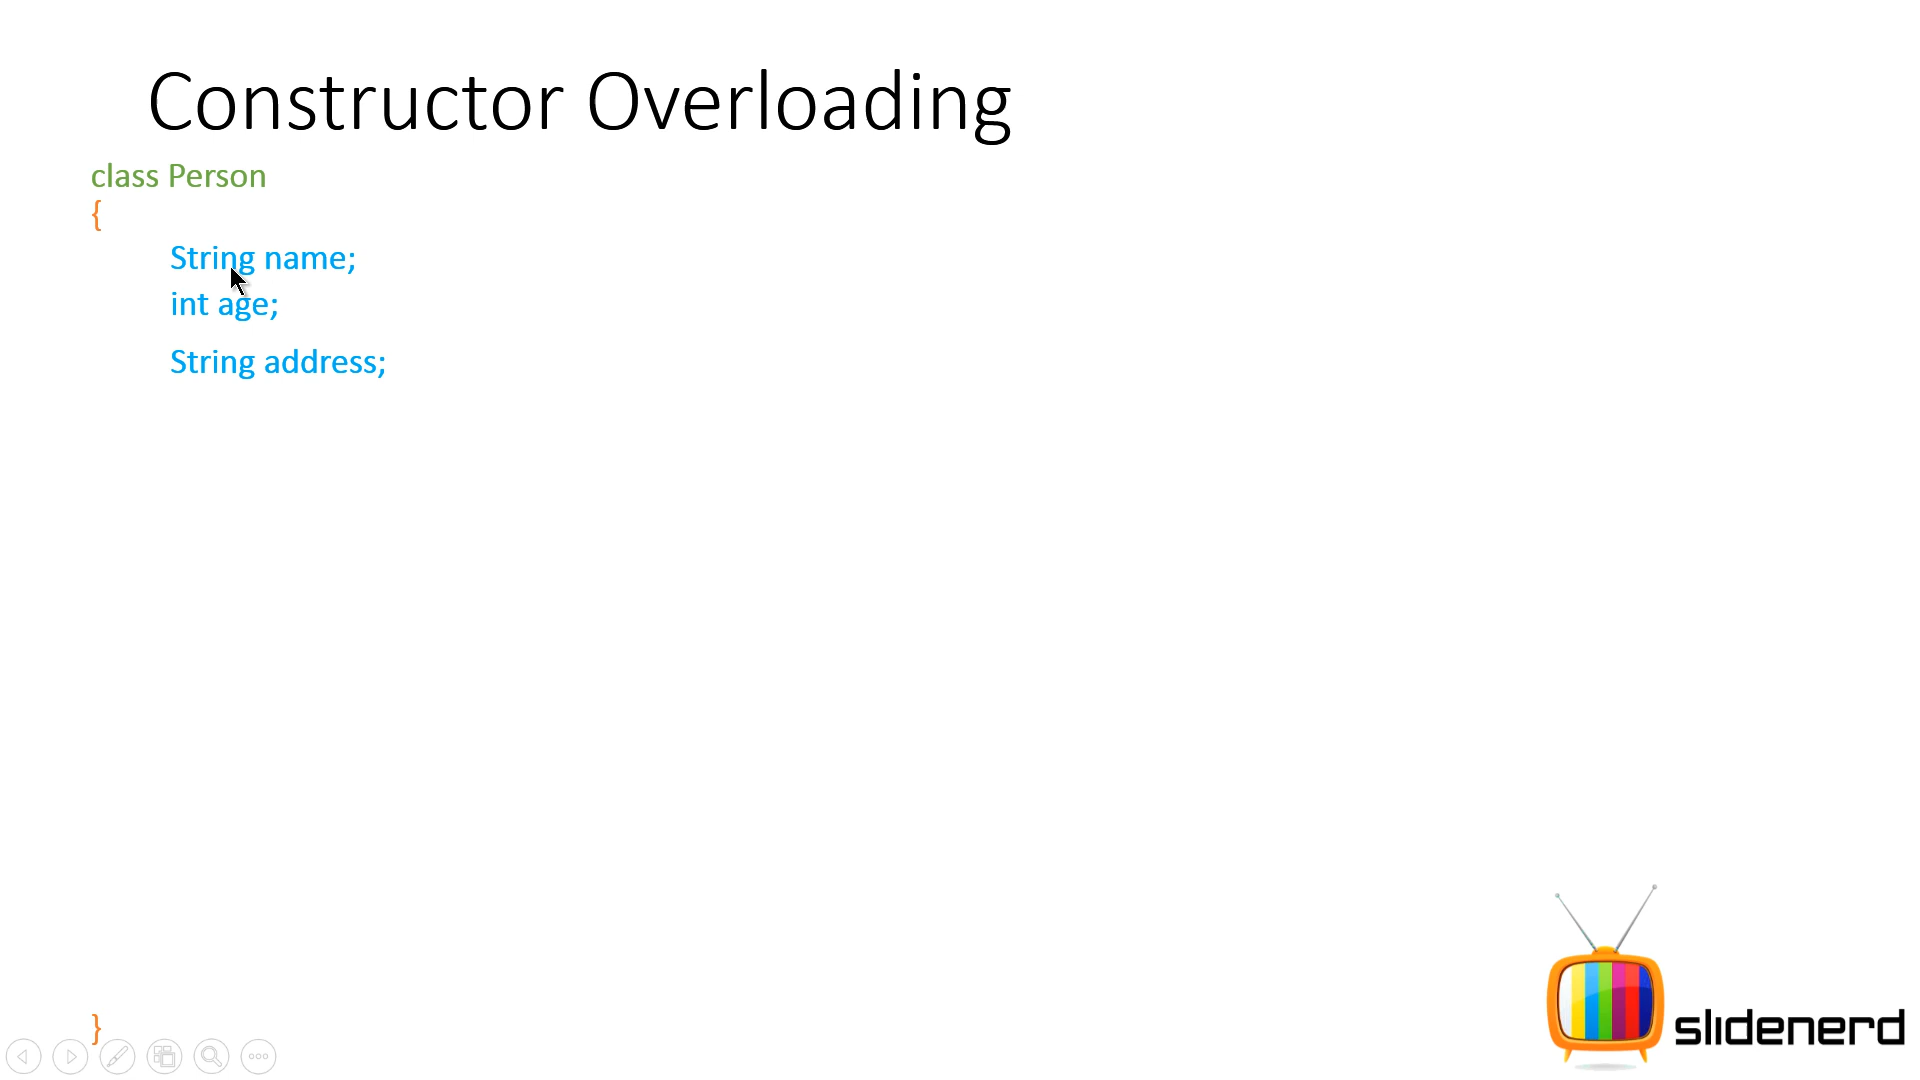 Constructor Overloading
class Person
{
String name;
int age;
String address;
}
slidenerd